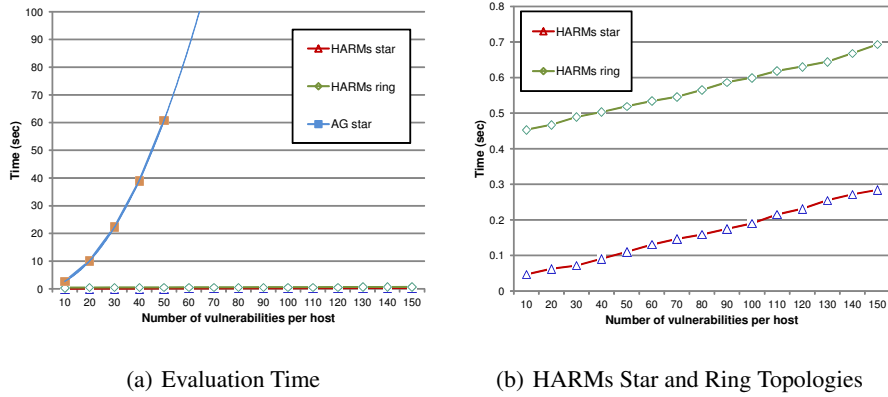 100
90
80
70
60
50
40
30
20
10
0
Time (sec)
HARMs star
HARMs ring
AG star
10 20 30 40 50 60 70 80 90 100 110 120 130 140 150
Number of vulnerabilities per host
(a) Evaluation Time
0.8
0.7
0.6
0.5
0.4
0.3
0.2
0.1
0
Time (sec)
HARMs star
HARMs ring
10 20 30 40 50 60 70 80 90 100 110 120 130 140 150
Number of vulnerabilities per host
(b) HARMs Star and Ring Topologies